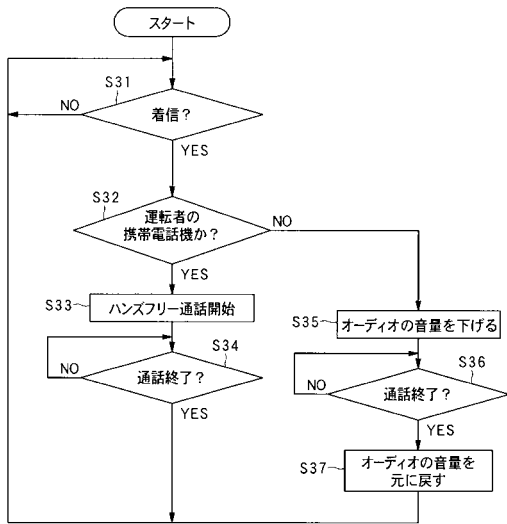 スタート
S31
着信？
NO
YES
S32
運転者の
携帯電話機か？
NO
YES
S33
ハンズフリー通話開始
S34
通話終了？
NO
YES
S35
オーディオの音量を下げる
S36
通話終了？
NO
YES
S37
オーディオの音量を
元に戻す